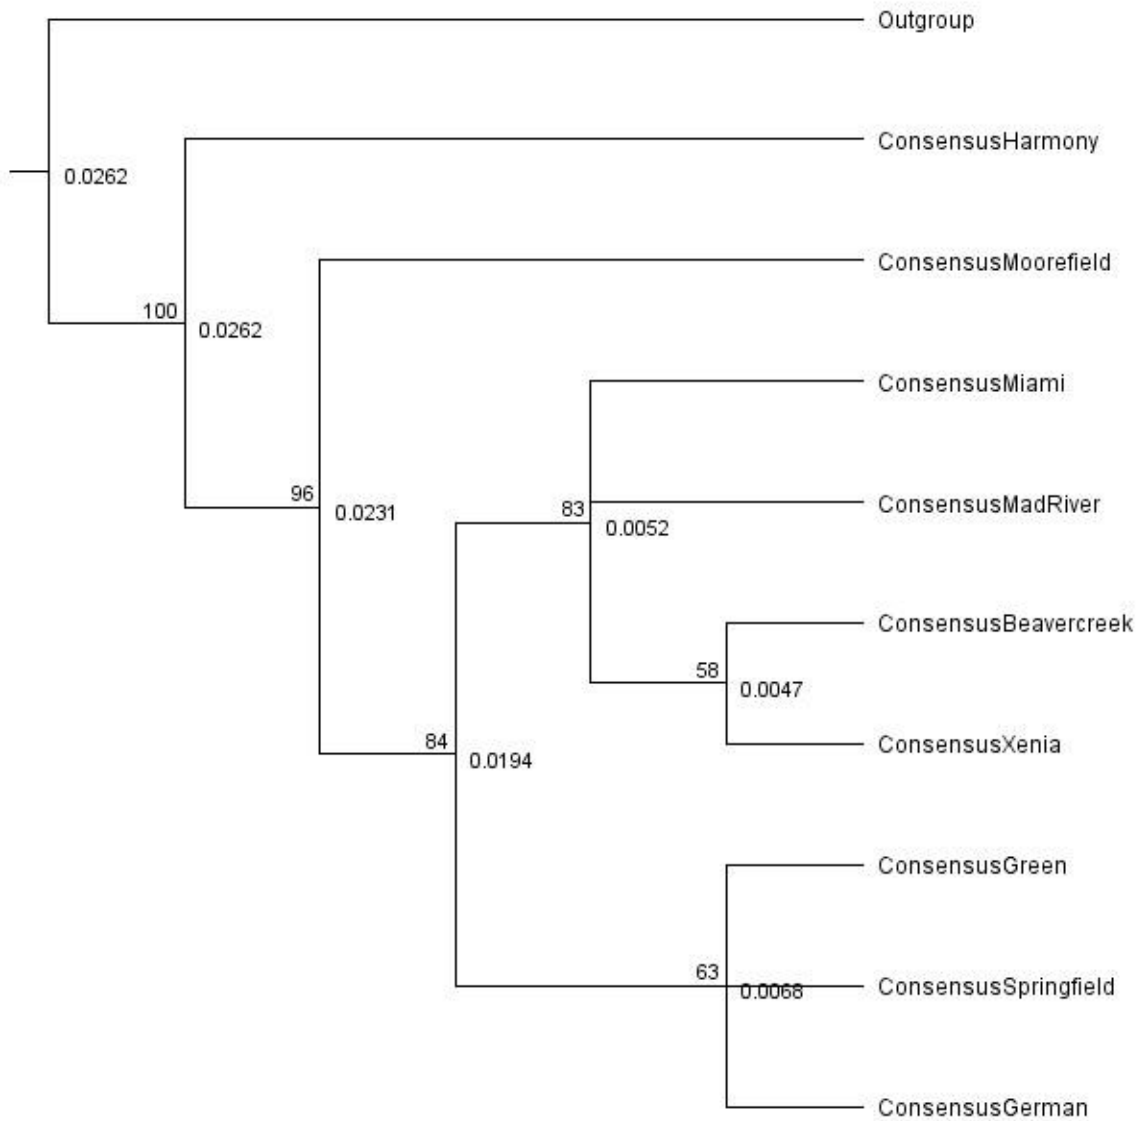 Outgroup
ConsensusHarmony
0.0262
ConsensusMoorefield
100
0.0262
ConsensusMiami
96
0.0231
83
ConsensusMadRiver
0.0052
ConsensusBeavercreek
58
0.0047
84
ConsensusXenia
0.0194
ConsensusGreen
63
0.0068
ConsensusSpringfield
ConsensusGerman